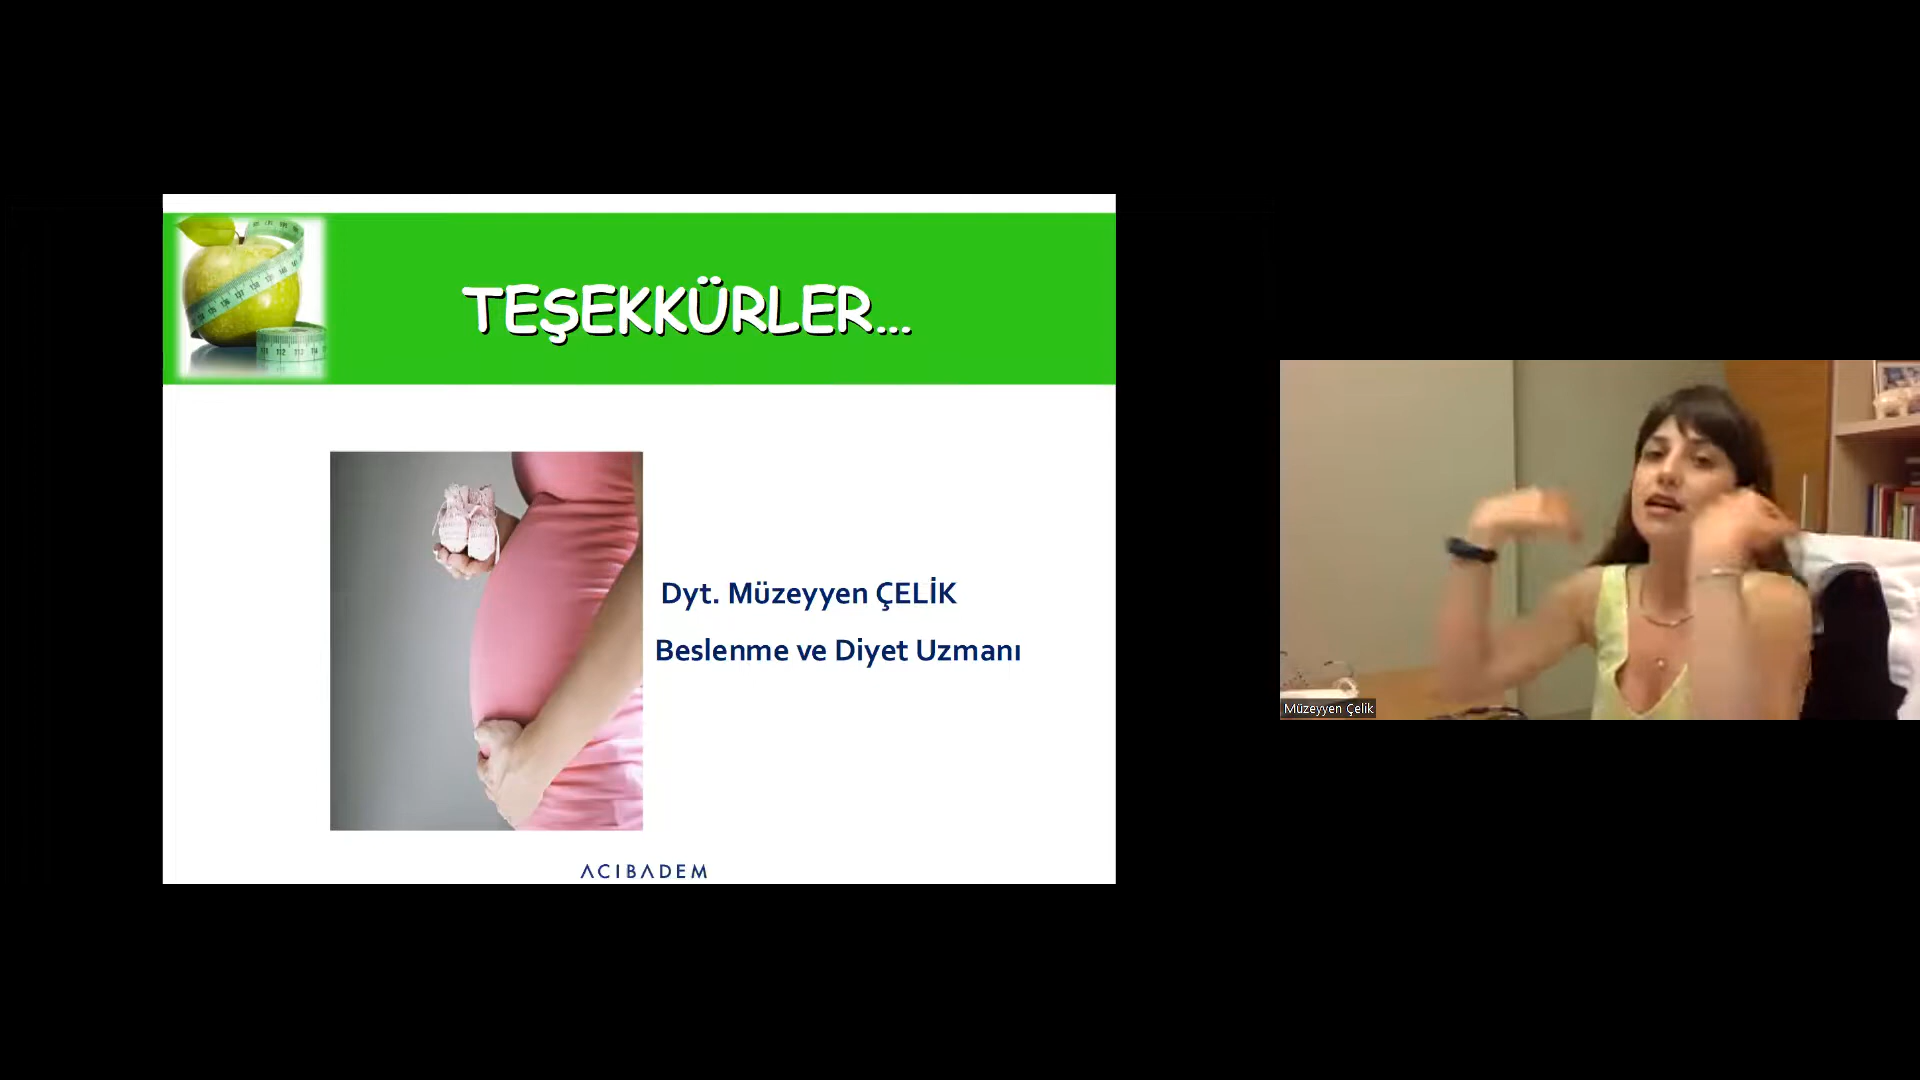 TEŞEKKÜRLER...
Dyt. Müzeyyen ÇELİK
Beslenme ve Diyet Uzmanı
ACIBADEM
Müzeyyen Çelik